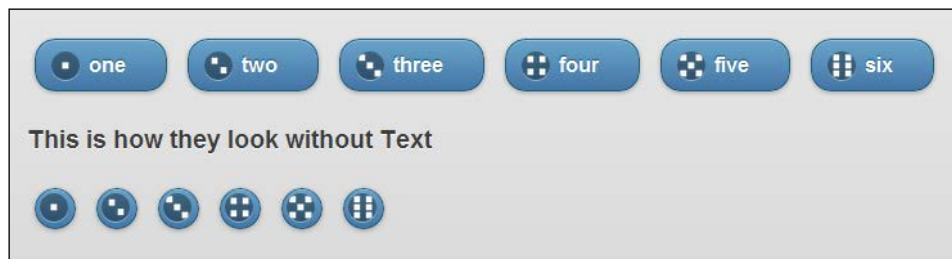 one two three four five six
This is how they look without Text